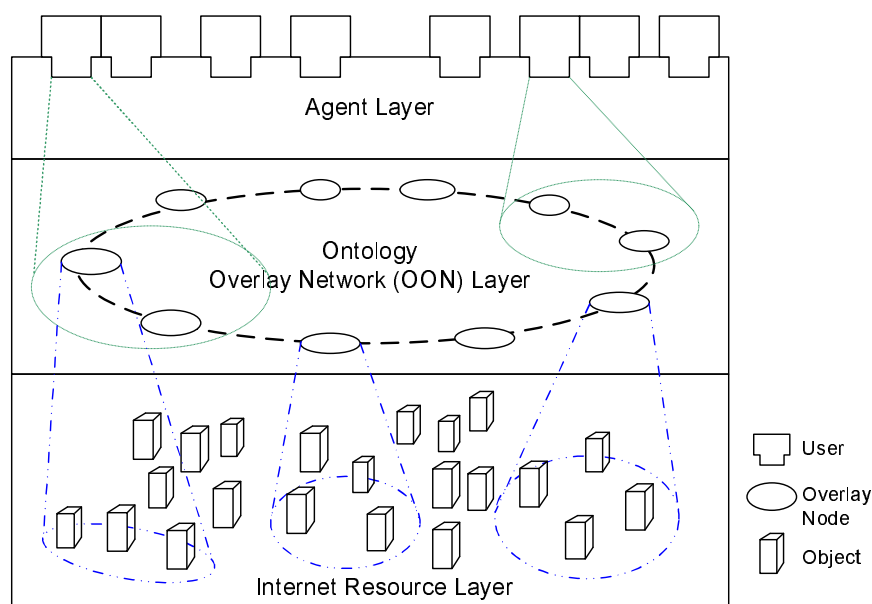 Agent Layer
Ontology
Overlay Network (OON) Layer
Internet Resource Layer
User
Overlay
Node
Object